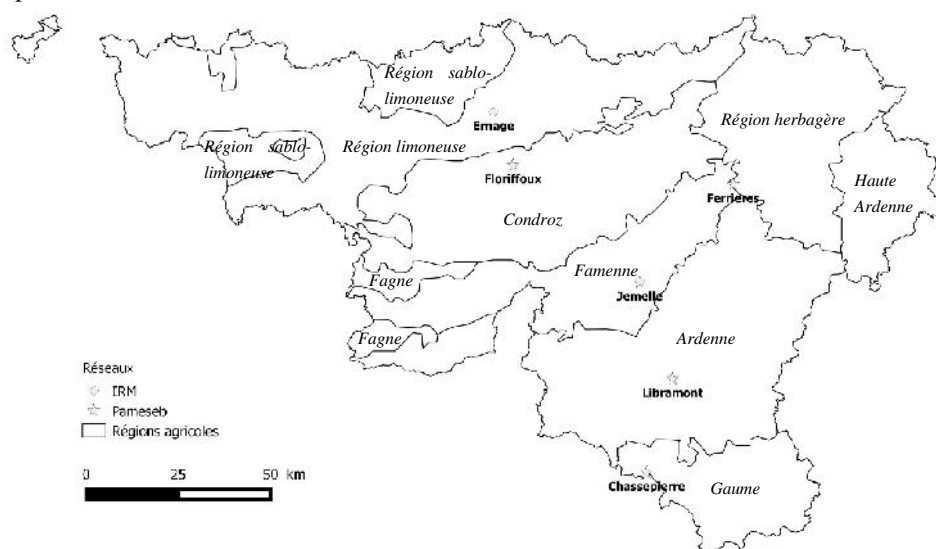 Région sablo-
limoneuse
Ernage
Région herbagère
Région sablo-
limoneuse
Région limoneuse
Floriffoux
Ferrières
Haute
Ardenne
Condroz
Fagne
Famenne
Jemelle
Fagne
Ardenne
Réseaux
IRM
Pameseb
Régions agricoles
Libramont
0 25 50 km
Chassepierre
Gaume